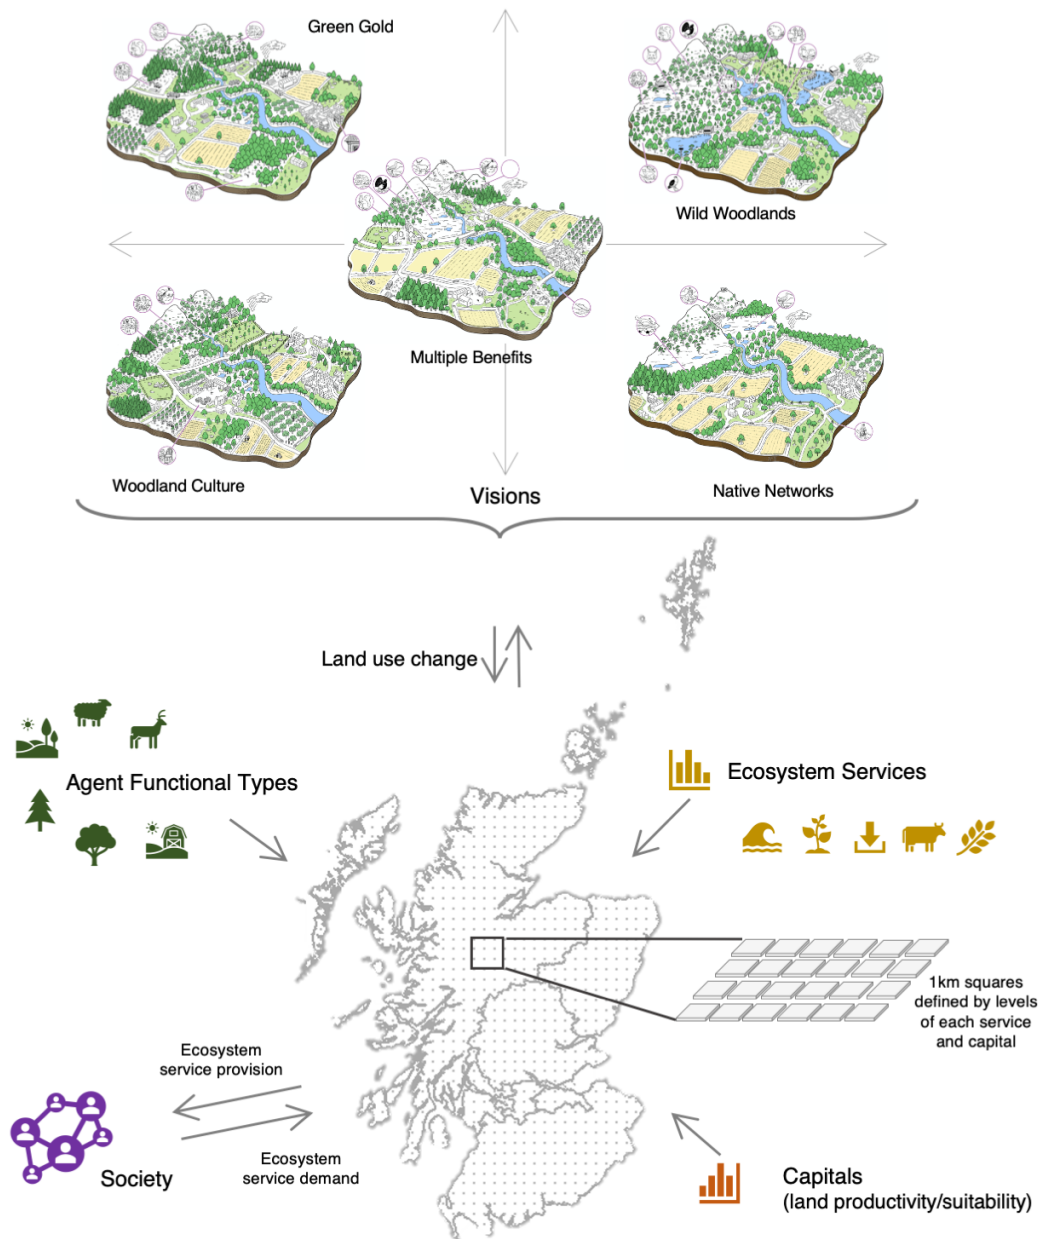 Green Gold
Wild Woodlands
Multiple Benefits
Woodland Culture
Visions
Native Networks
Land use change
Agent Functional Types
Ecosystem Services
1km squares
defined by levels
of each service
and capital
Ecosystem
service provision
Society
Ecosystem
service demand
Capitals
(land productivity/suitability)